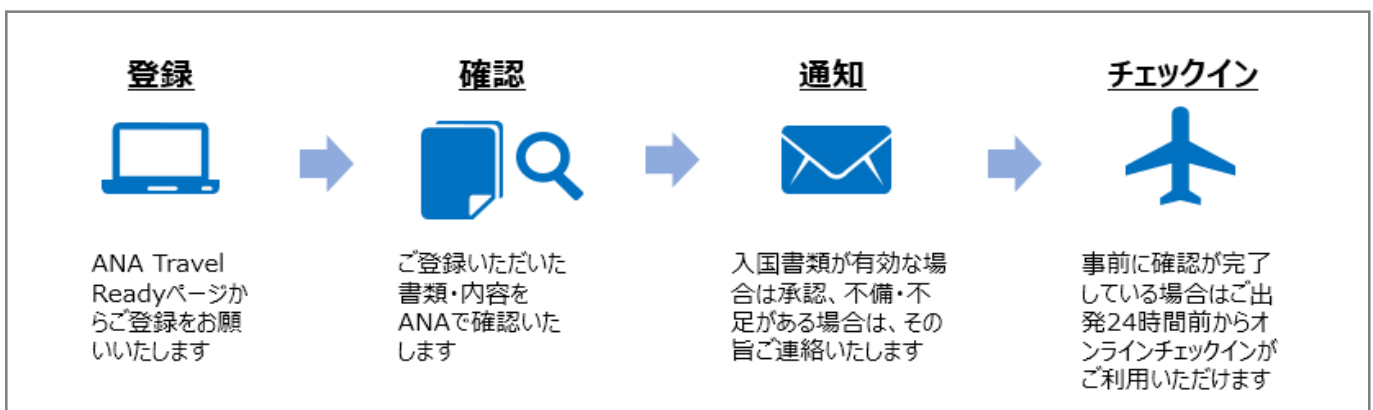 登録
ANA Travel
Readyページか
らご登録をお願
いいたします
確認
ご登録いただいた
書類・内容を
ANAで確認いた
します
通知
入国書類が有効な場
合は承認、不備・不
足がある場合は、その
旨ご連絡いたします
チェックイン
事前に確認が完了
している場合はご出
発24時間前からオ
ンラインチェックインが
ご利用いただけます